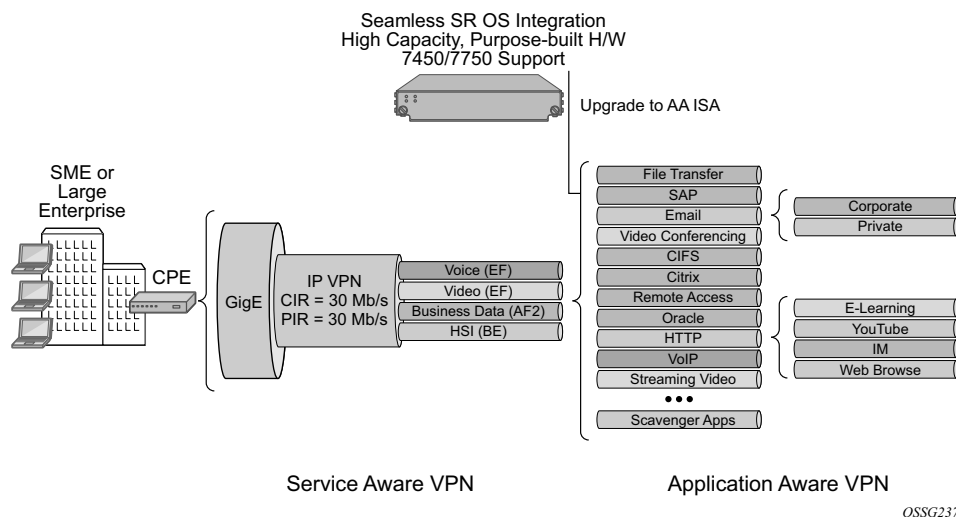 Seamless SR OS Integration
High Capacity, Purpose-built H/W
7450/7750 Support
Upgrade to AA ISA
SME or
Large
Enterprise
CPE
GigE
IP VPN
CIR = 30 Mb/s
PIR = 30 Mb/s
Voice (EF)
Video (EF)
Business Data (AF2)
HSI (BE)
File Transfer
SAP
Email
Video Conferencing
CIFS
Citrix
Remote Access
Oracle
HTTP
VoIP
Streaming Video
•••
Scavenger Apps
Corporate
Private
E-Learning
YouTube
IM
Web Browse
Service Aware VPN
Application Aware VPN
OSSG237